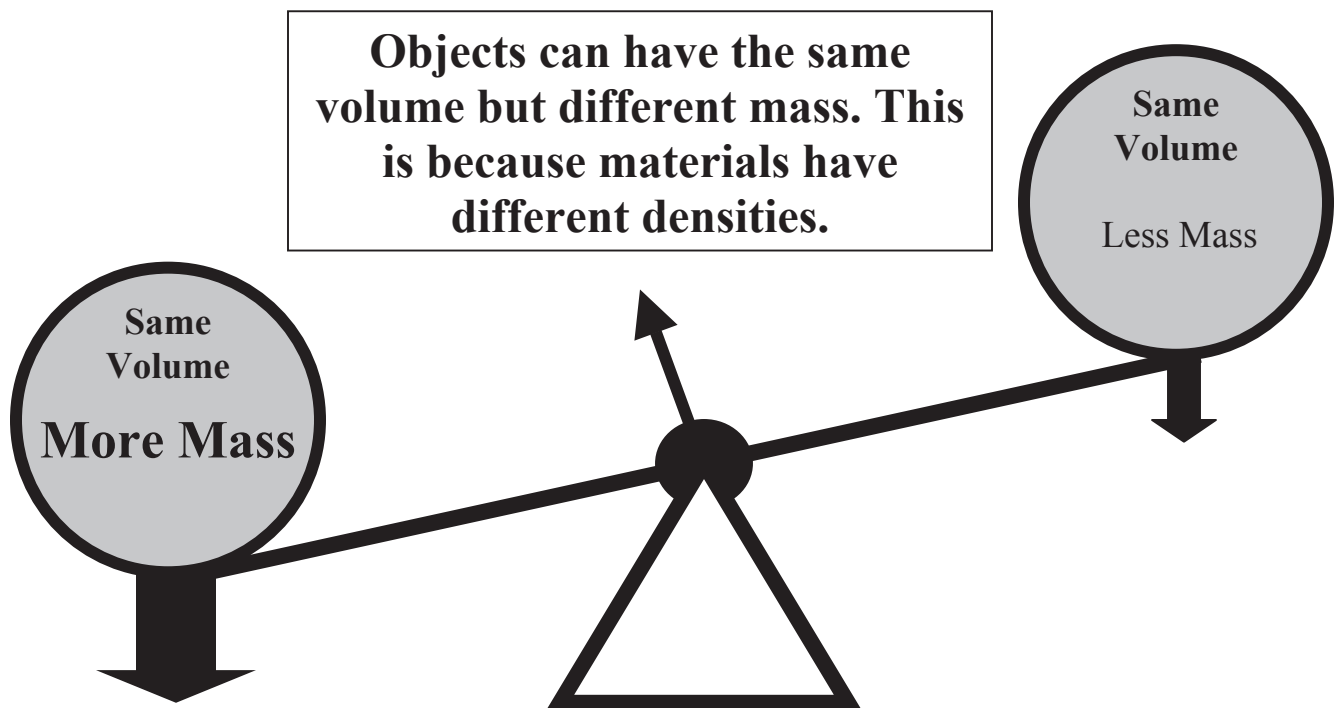 Objects can have the same
volume but different mass. This
is because materials have
different densities.
Same
Volume
Less Mass
Same
Volume
More Mass